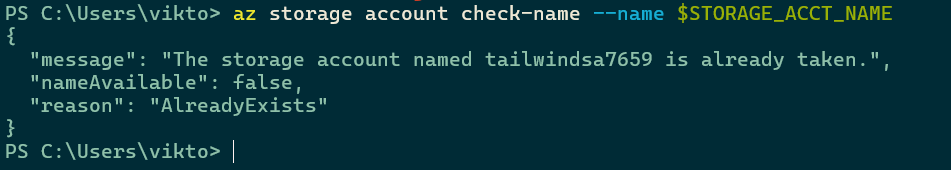 PS C:\Users\vikto> az storage account check-name --name $STORAGE_ACCT_NAME
{
  "message": "The storage account named tailwindsa7659 is already taken.",
  "nameAvailable": false,
  "reason": "AlreadyExists"
}
PS C:\Users\vikto>